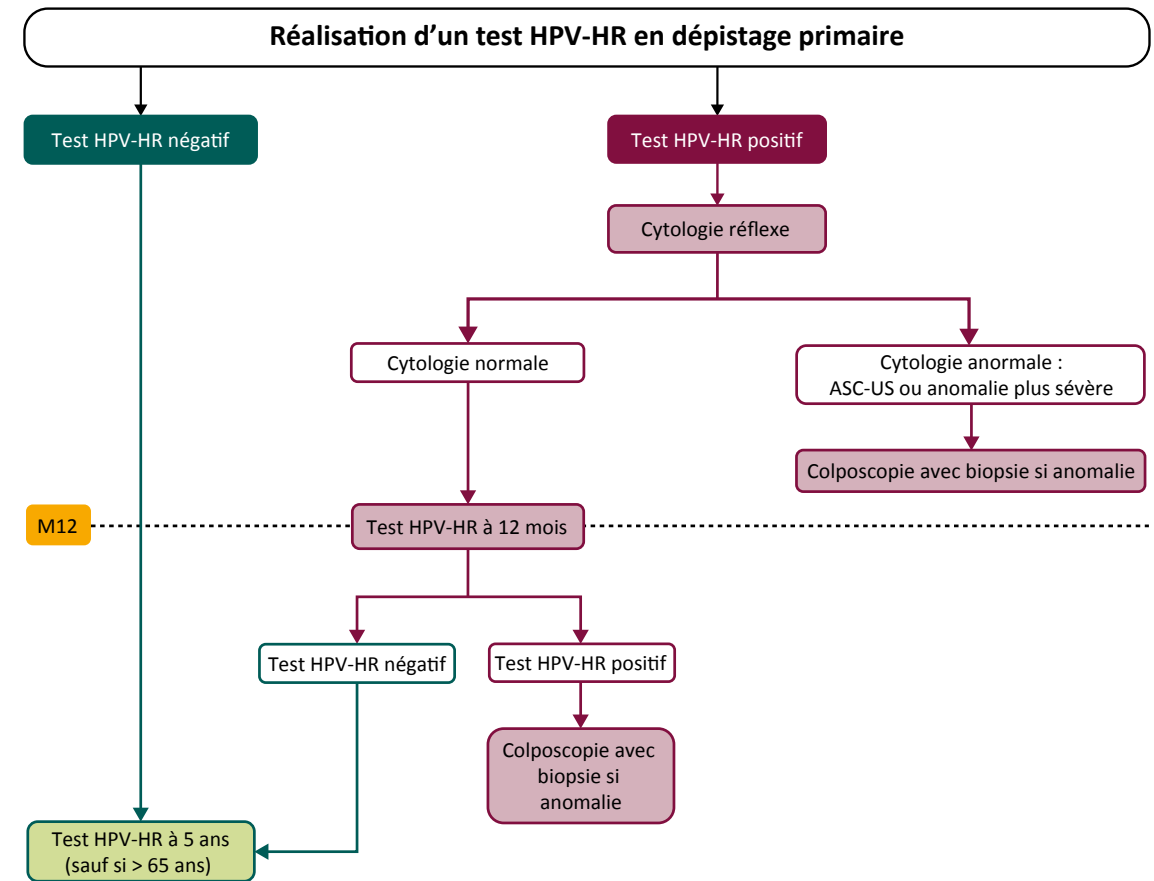 Réalisation d’un test HPV-HR en dépistage primaire
Test HPV-HR négatif
Test HPV-HR positif
Cytologie réflexe
Cytologie normale
Cytologie anormale :
ASC-US ou anomalie plus sévère
Colposcopie avec biopsie si anomalie
M12
Test HPV-HR à 12 mois
Test HPV-HR négatif
Test HPV-HR positif
Colposcopie avec
biopsie si
anomalie
Test HPV-HR à 5 ans
(sauf si > 65 ans)